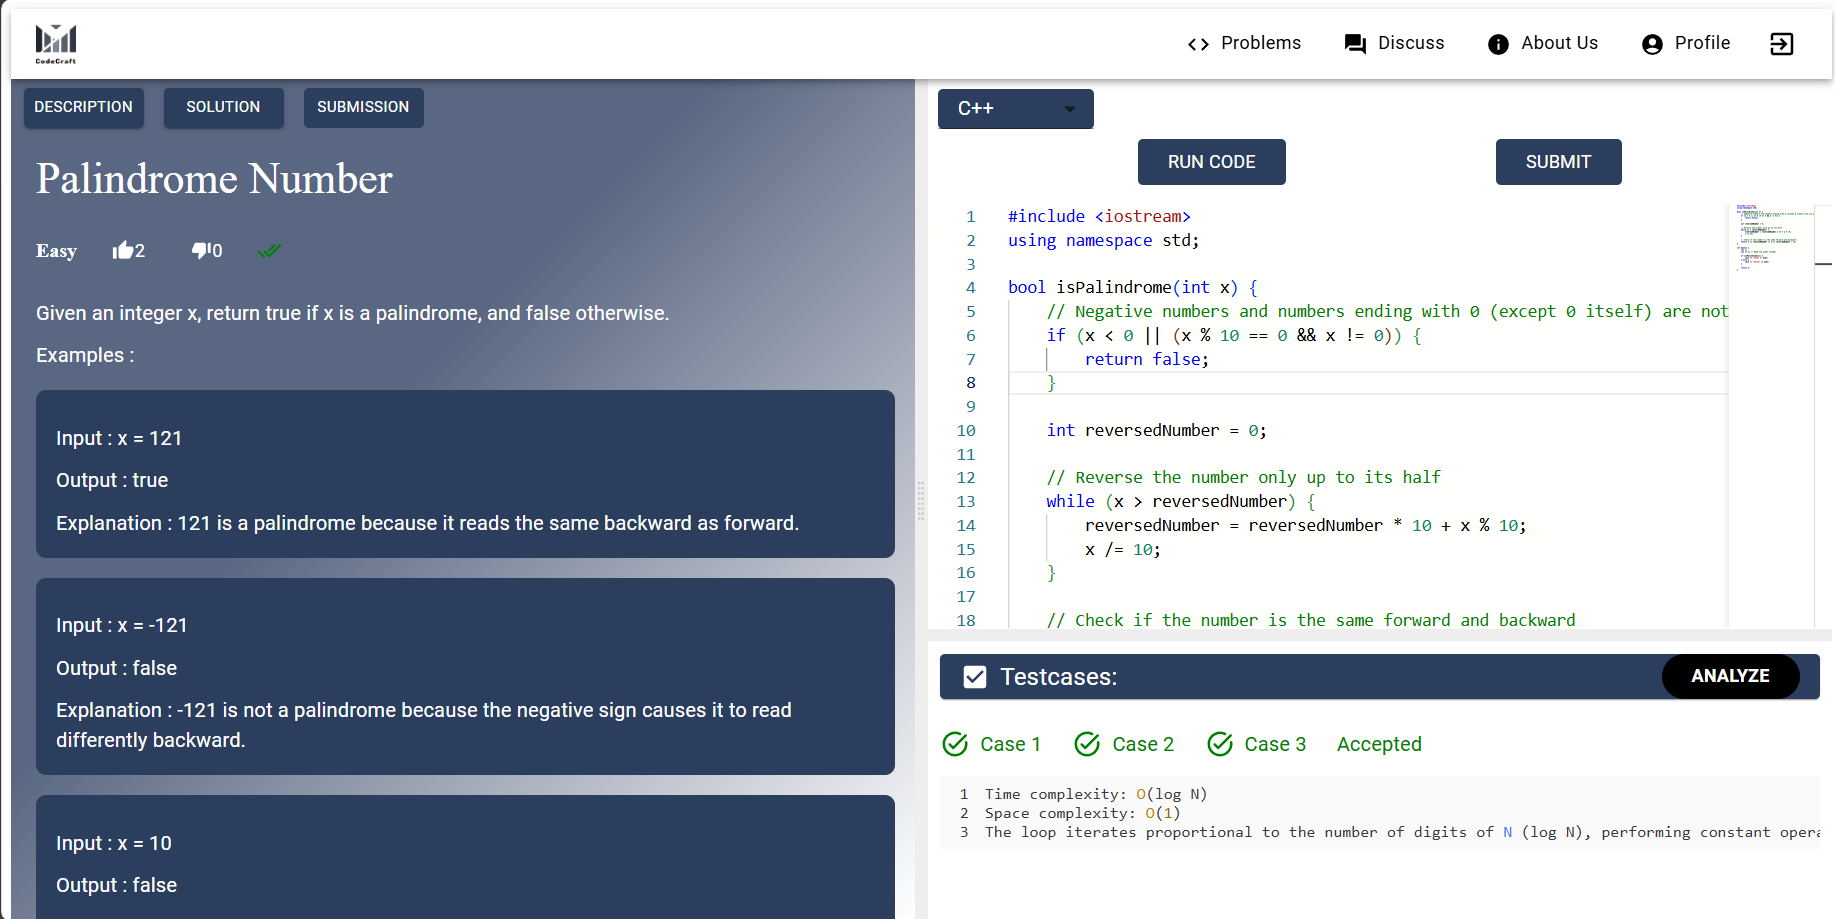 CodeCraft
Problems
Discuss
About Us
Profile
DESCRIPTION
SOLUTION
SUBMISSION
Palindrome Number
Easy
2
0
Given an integer x, return true if x is a palindrome, and false otherwise.
Examples :
Input : x = 121
Output : true
Explanation : 121 is a palindrome because it reads the same backward as forward.
Input : x = -121
Output : false
Explanation : -121 is not a palindrome because the negative sign causes it to read
differently backward.
Input : x = 10
Output : false
C++
RUN CODE
SUBMIT
1 #include <iostream>
2 using namespace std;
3
4 bool isPalindrome(int x) {
5 // Negative numbers and numbers ending with 0 (except 0 itself) are not
6 if (x < 0 || (x % 10 == 0 && x != 0)) {
7 return false;
8 }
9
10 int reversedNumber = 0;
11
12 // Reverse the number only up to its half
13 while (x > reversedNumber) {
14 reversedNumber = reversedNumber * 10 + x % 10;
15 x /= 10;
16 }
17
18 // Check if the number is the same forward and backward
Testcases:
ANALYZE
Case 1
Case 2
Case 3
Accepted
1 Time complexity: O(log N)
2 Space complexity: O(1)
3 The loop iterates proportional to the number of digits of N (log N), performing constant opera